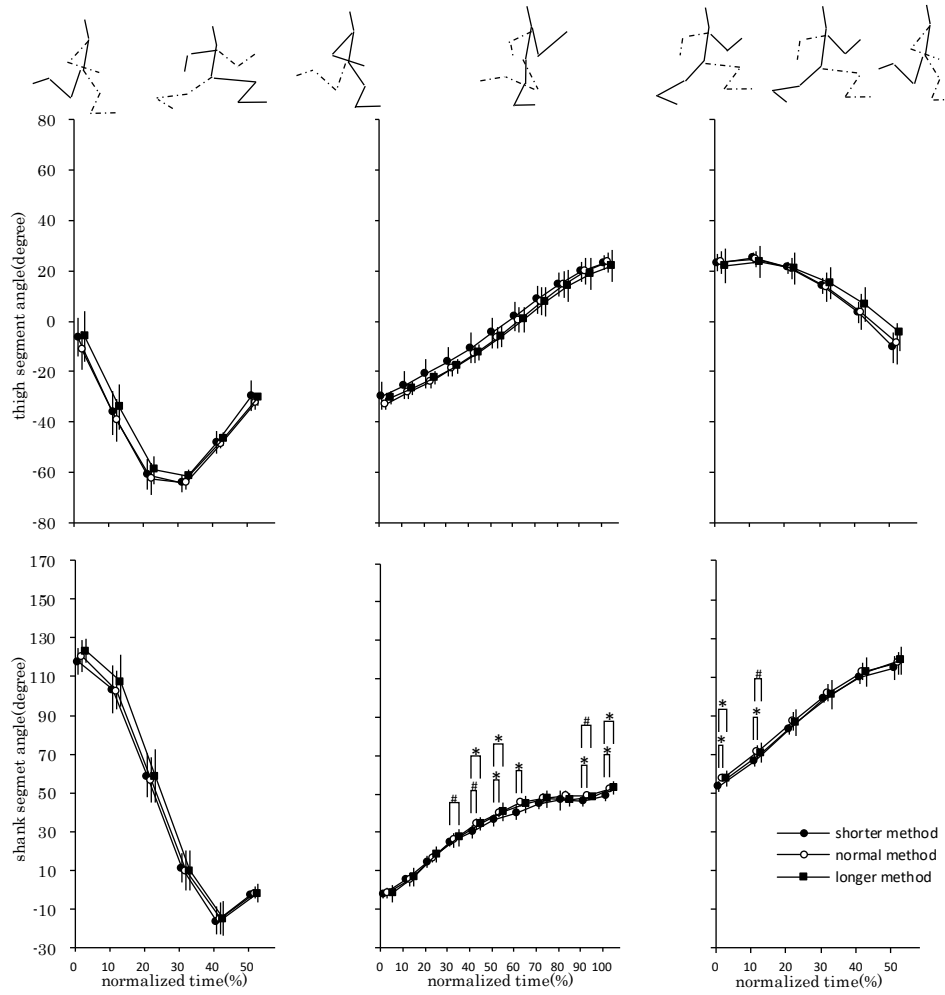 80
60
40
20
0
-20
-40
-60
-80
thigh segment angle(degree)
170
150
130
110
90
70
50
30
10
-10
-30
shank segmet angle(degree)
# * # * * * * # * * *
* * * #
shorter method
normal method
longer method
0 10 20 30 40 50
0 10 20 30 40 50 60 70 80 90 100
0 10 20 30 40 50
normalized time(%)
normalized time(%)
normalized time(%)